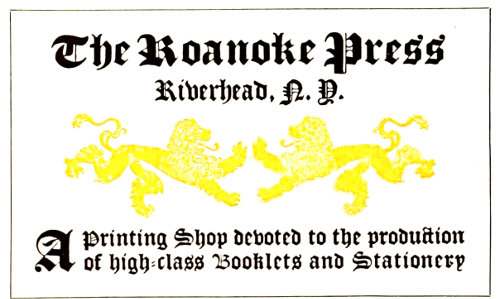 The Roanoke Press
Riverhead, N. Y.
A Printing Shop devoted to the production
of high-class Booklets and Stationery